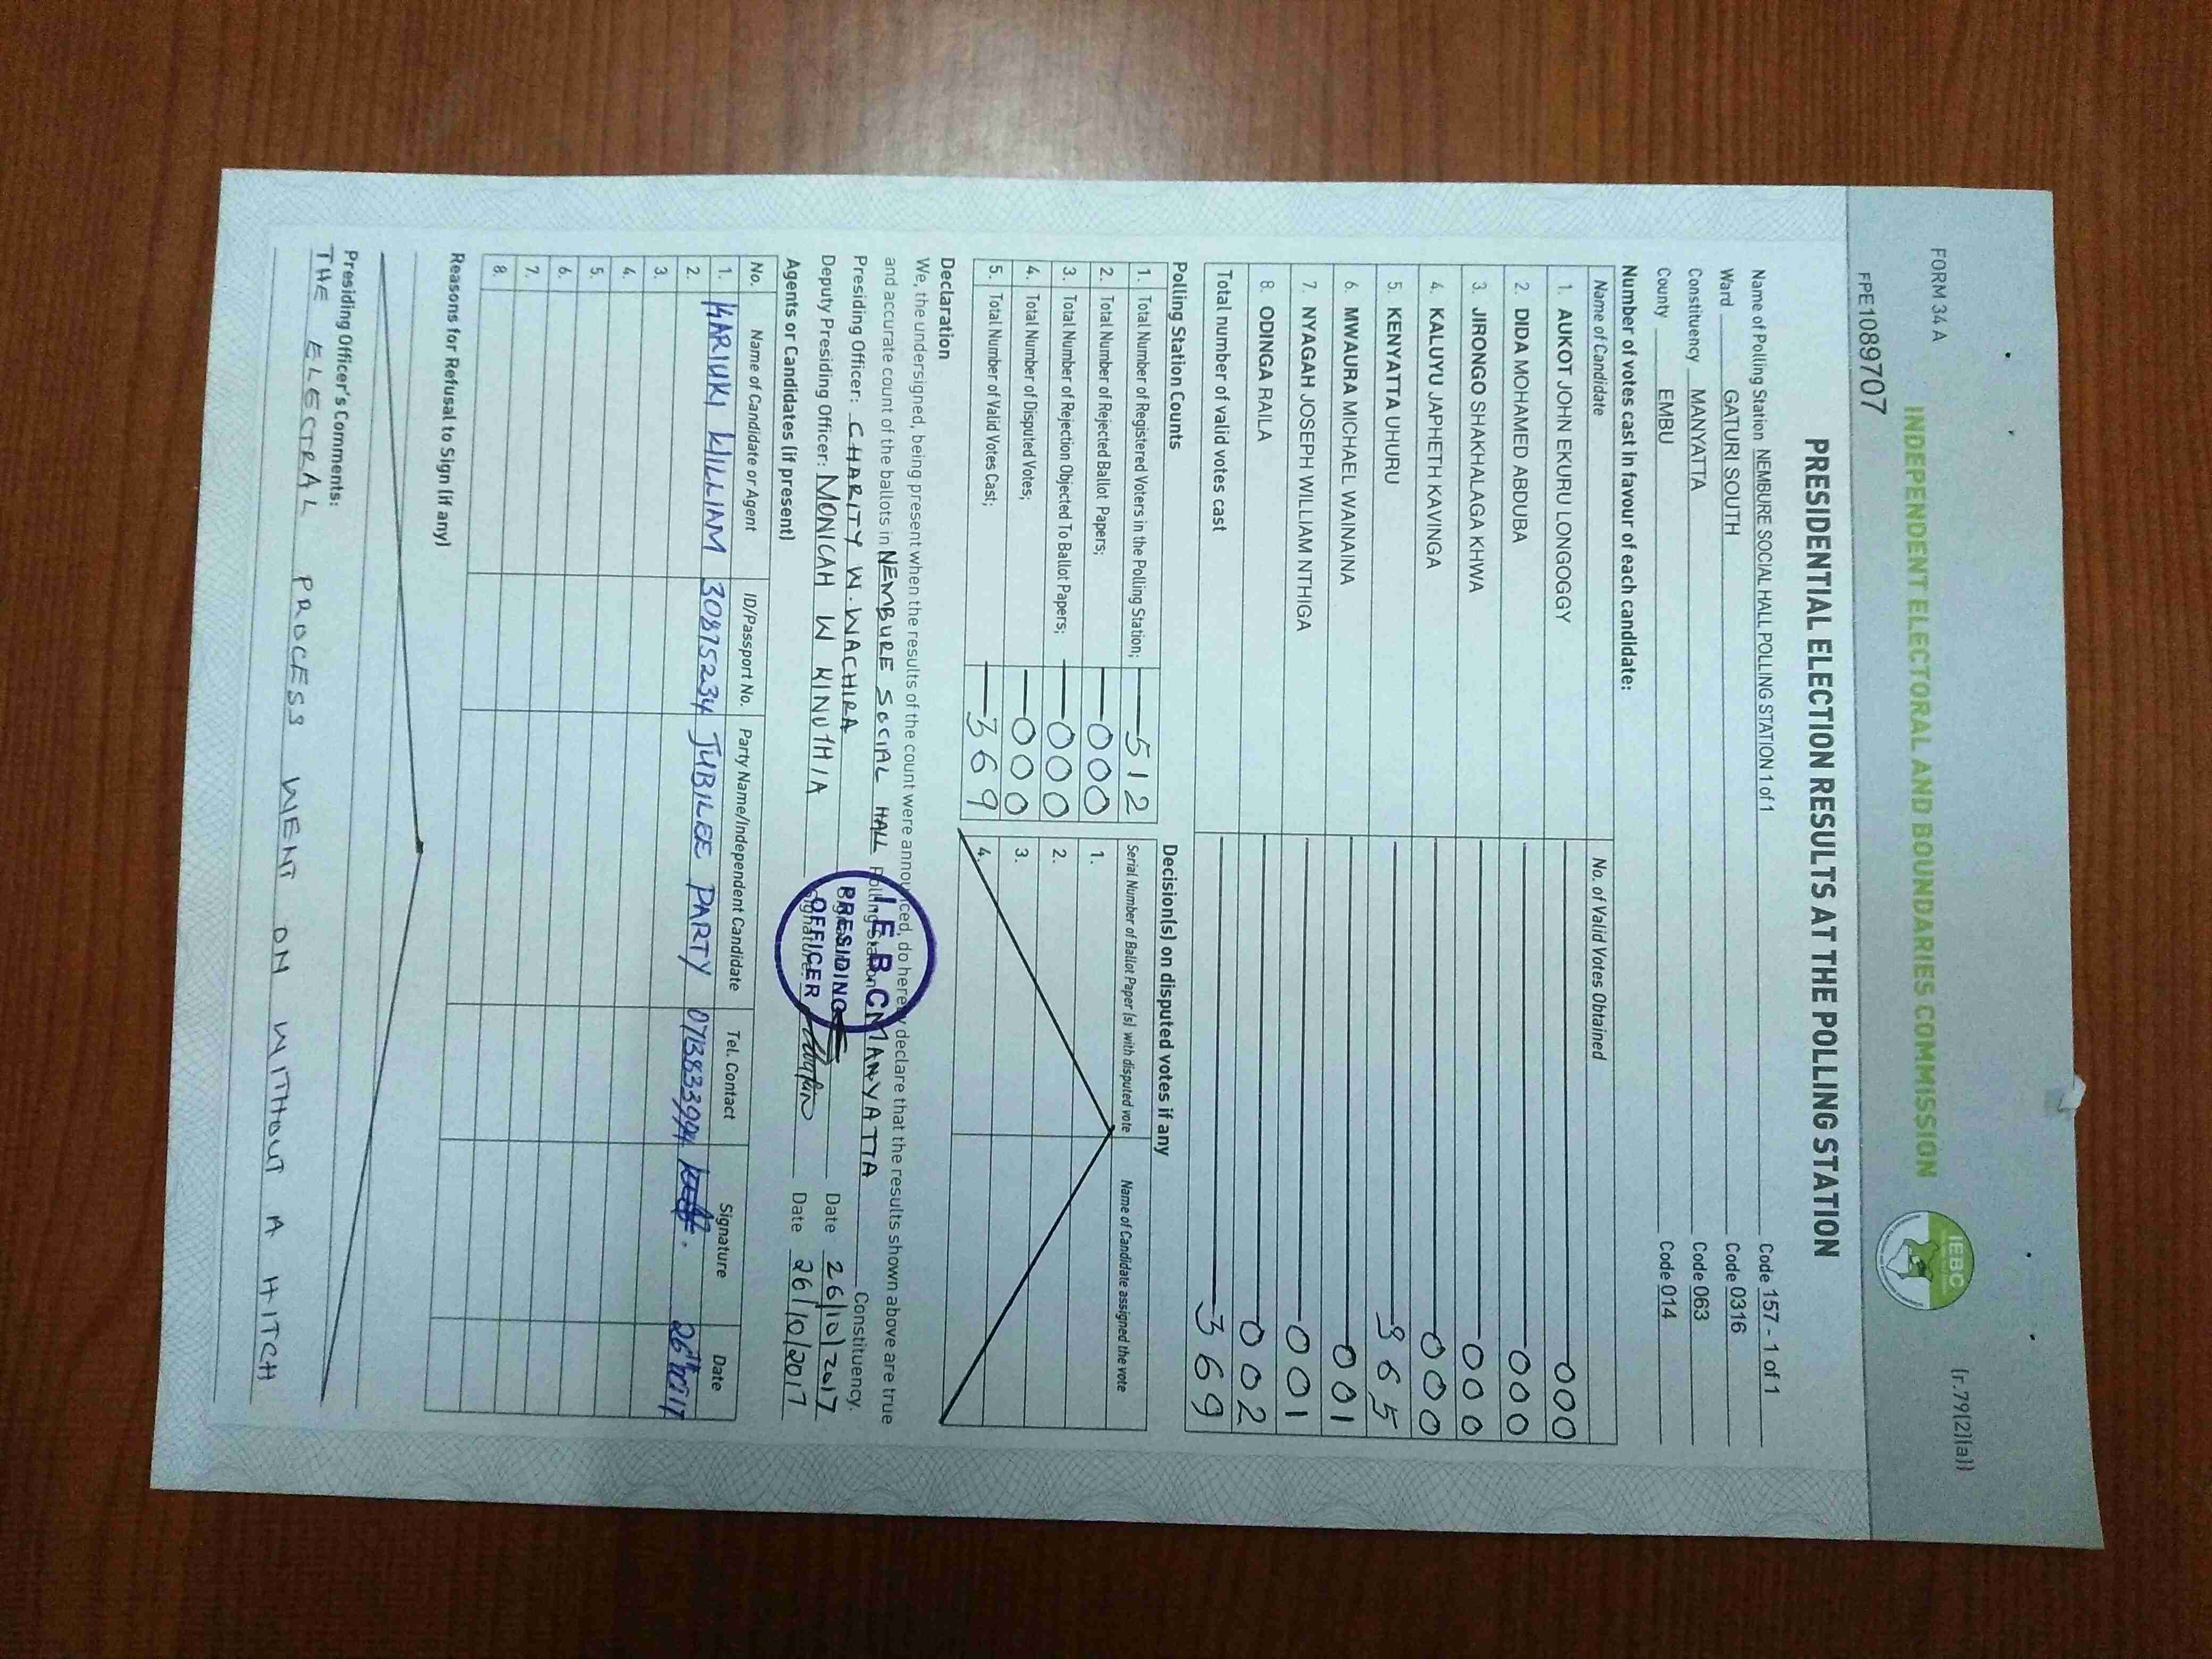 FORM 34 A
(r.79(2)(a))
INDEPENDENT ELECTORAL AND BOUNDARIES COMMISSION
IEBC
FPE1089707
PRESIDENTIAL ELECTION RESULTS AT THE POLLING STATION
Name of Polling Station NEMBURE SOCIAL HALL POLLING STATION 1 of 1 Code 157 - 1 of 1
Ward GATURI SOUTH Code 0316
Constituency MANYATTA Code 063
County EMBU Code 014
Number of votes cast in favour of each candidate:
Name of Candidate No. of Valid Votes Obtained
1. AUKOT JOHN EKURU LONGOGGY 000
2. DIDA MOHAMED ABDUBA 000
3. JIRONGO SHAKHALAGA KHWA 000
4. KALUYU JAPHETH KAVINGA 000
5. KENYATTA UHURU 365
6. MWAURA MICHAEL WAINAINA 001
7. NYAGAH JOSEPH WILLIAM NTHIGA 001
8. ODINGA RAILA 002
Total number of valid votes cast 369
Polling Station Counts
1. Total Number of Registered Voters in the Polling Station; 512
2. Total Number of Rejected Ballot Papers; 000
3. Total Number of Rejection Objected To Ballot Papers; 000
4. Total Number of Disputed Votes; 000
5. Total Number of Valid Votes Cast; 369
Decision(s) on disputed votes if any
Serial Number of Ballot Paper (s) with disputed vote Name of Candidate assigned the vote
1.
2.
3.
4.
Declaration
We, the undersigned, being present when the results of the count were announced, do hereby declare that the results shown above are true
and accurate count of the ballots in NEMBURE SOCIAL HALL Polling Station MANYATTA Constituency.
Presiding Officer: CHARITY W. WACHIRA Date 26/10/2017
Deputy Presiding Officer: MONICAH W KINUTHIA Signature: Date 26/10/2017
IEBC
PRESIDING
OFFICER
Agents or Candidates (if present)
No. Name of Candidate or Agent ID/Passport No. Party Name/Independent Candidate Tel. Contact Signature Date
1. KARIUKI WILLIAM 30875234 JUBILEE PARTY
2.
3.
4.
5.
6.
7.
8.
Reasons for Refusal to Sign (if any)
Presiding Officer's Comments:
THE ELECTRAL PROCESS WENT ON WITHOUT A HITCH